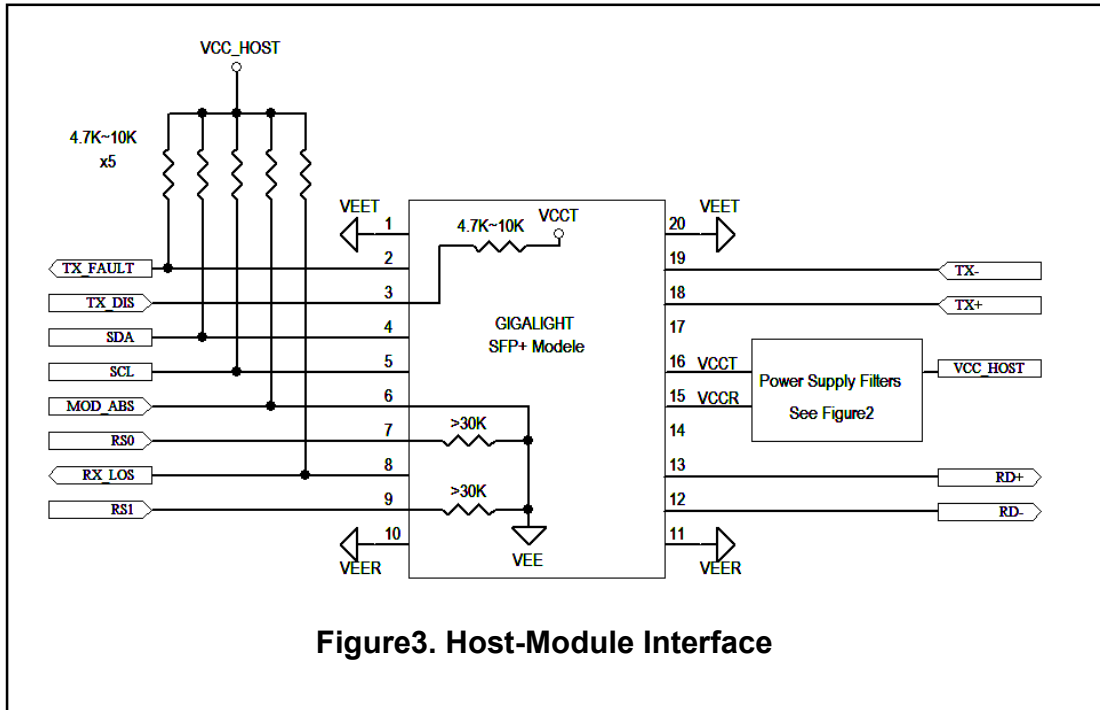 VCC_HOST
4.7K~10K
x5
VEET
1
2
3
4
5
6
7
8
9
10
VEER
TX_FAULT
TX_DIS
SDA
SCL
MOD_ABS
RS0
RX_LOS
RS1
4.7K~10K
VCCT
GIGALIGHT
SFP+ Modele
>30K
>30K
VEE
20
VEET
19
TX-
18
TX+
17
16 VCCT
15 VCCR
Power Supply Filters
See Figure2
VCC_HOST
14
13
RD+
12
RD-
11
VEER
Figure3. Host-Module Interface